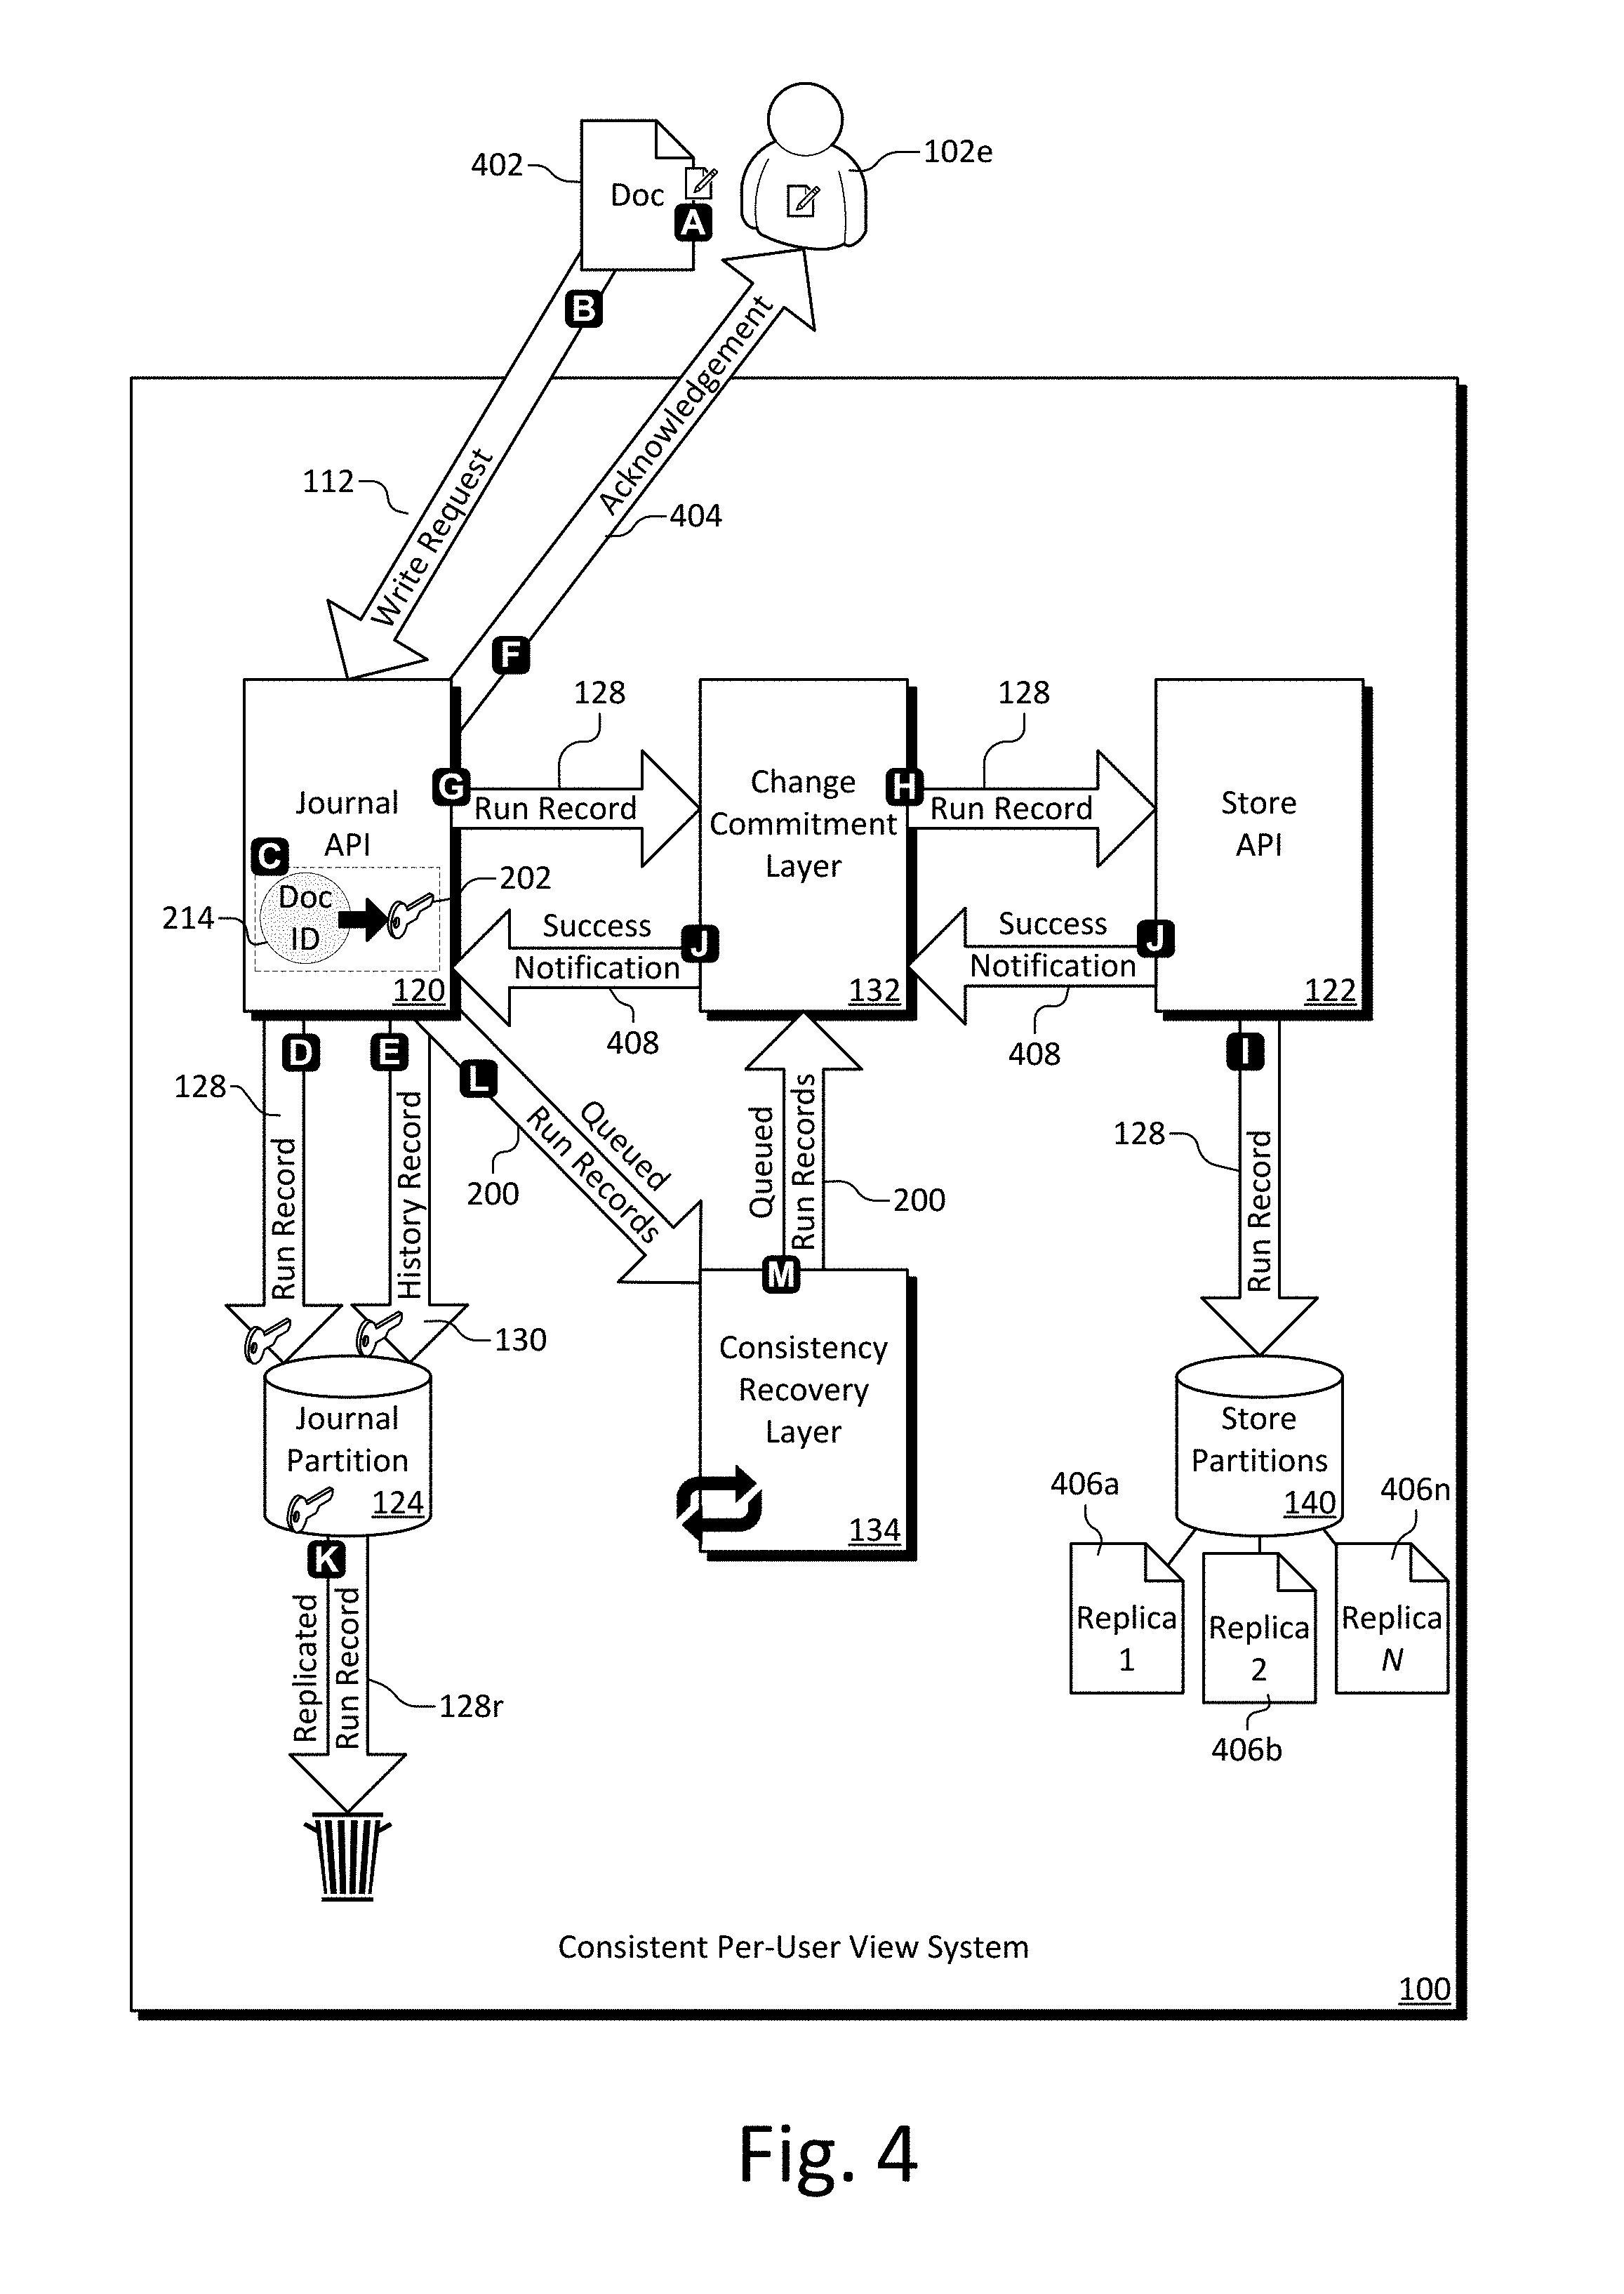 402
Doc
A
102e
B
112
Write Request
Acknowledgement
404
F
128
128
G
Run Record
H
Run Record
Journal
API
Change
Commitment
Layer
Store
API
C
Doc
ID
202
214
120
J
Success
Notification
408
132
J
Success
Notification
408
122
D
E
L
I
128
Run Record
History Record
130
Queued
Run Records
200
Queued
Run Records
200
M
128
Run Record
Journal
Partition
124
Consistency
Recovery
Layer
134
Store
Partitions
140
406a
406n
Replica
1
Replica
2
Replica
N
406b
K
Replicated
Run Record
128r
Consistent Per-User View System
100
Fig. 4